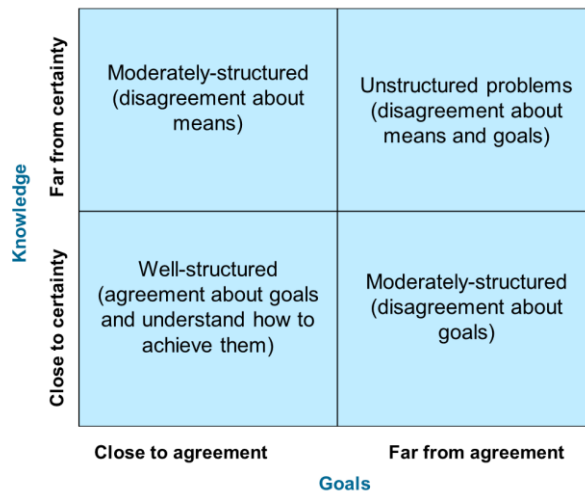 Knowledge
Far from certainty
Close to certainty
Moderately-structured
(disagreement about
means)
Unstructured problems
(disagreement about
means and goals)
Well-structured
(agreement about goals
and understand how to
achieve them)
Moderately-structured
(disagreement about
goals)
Close to agreement
Far from agreement
Goals